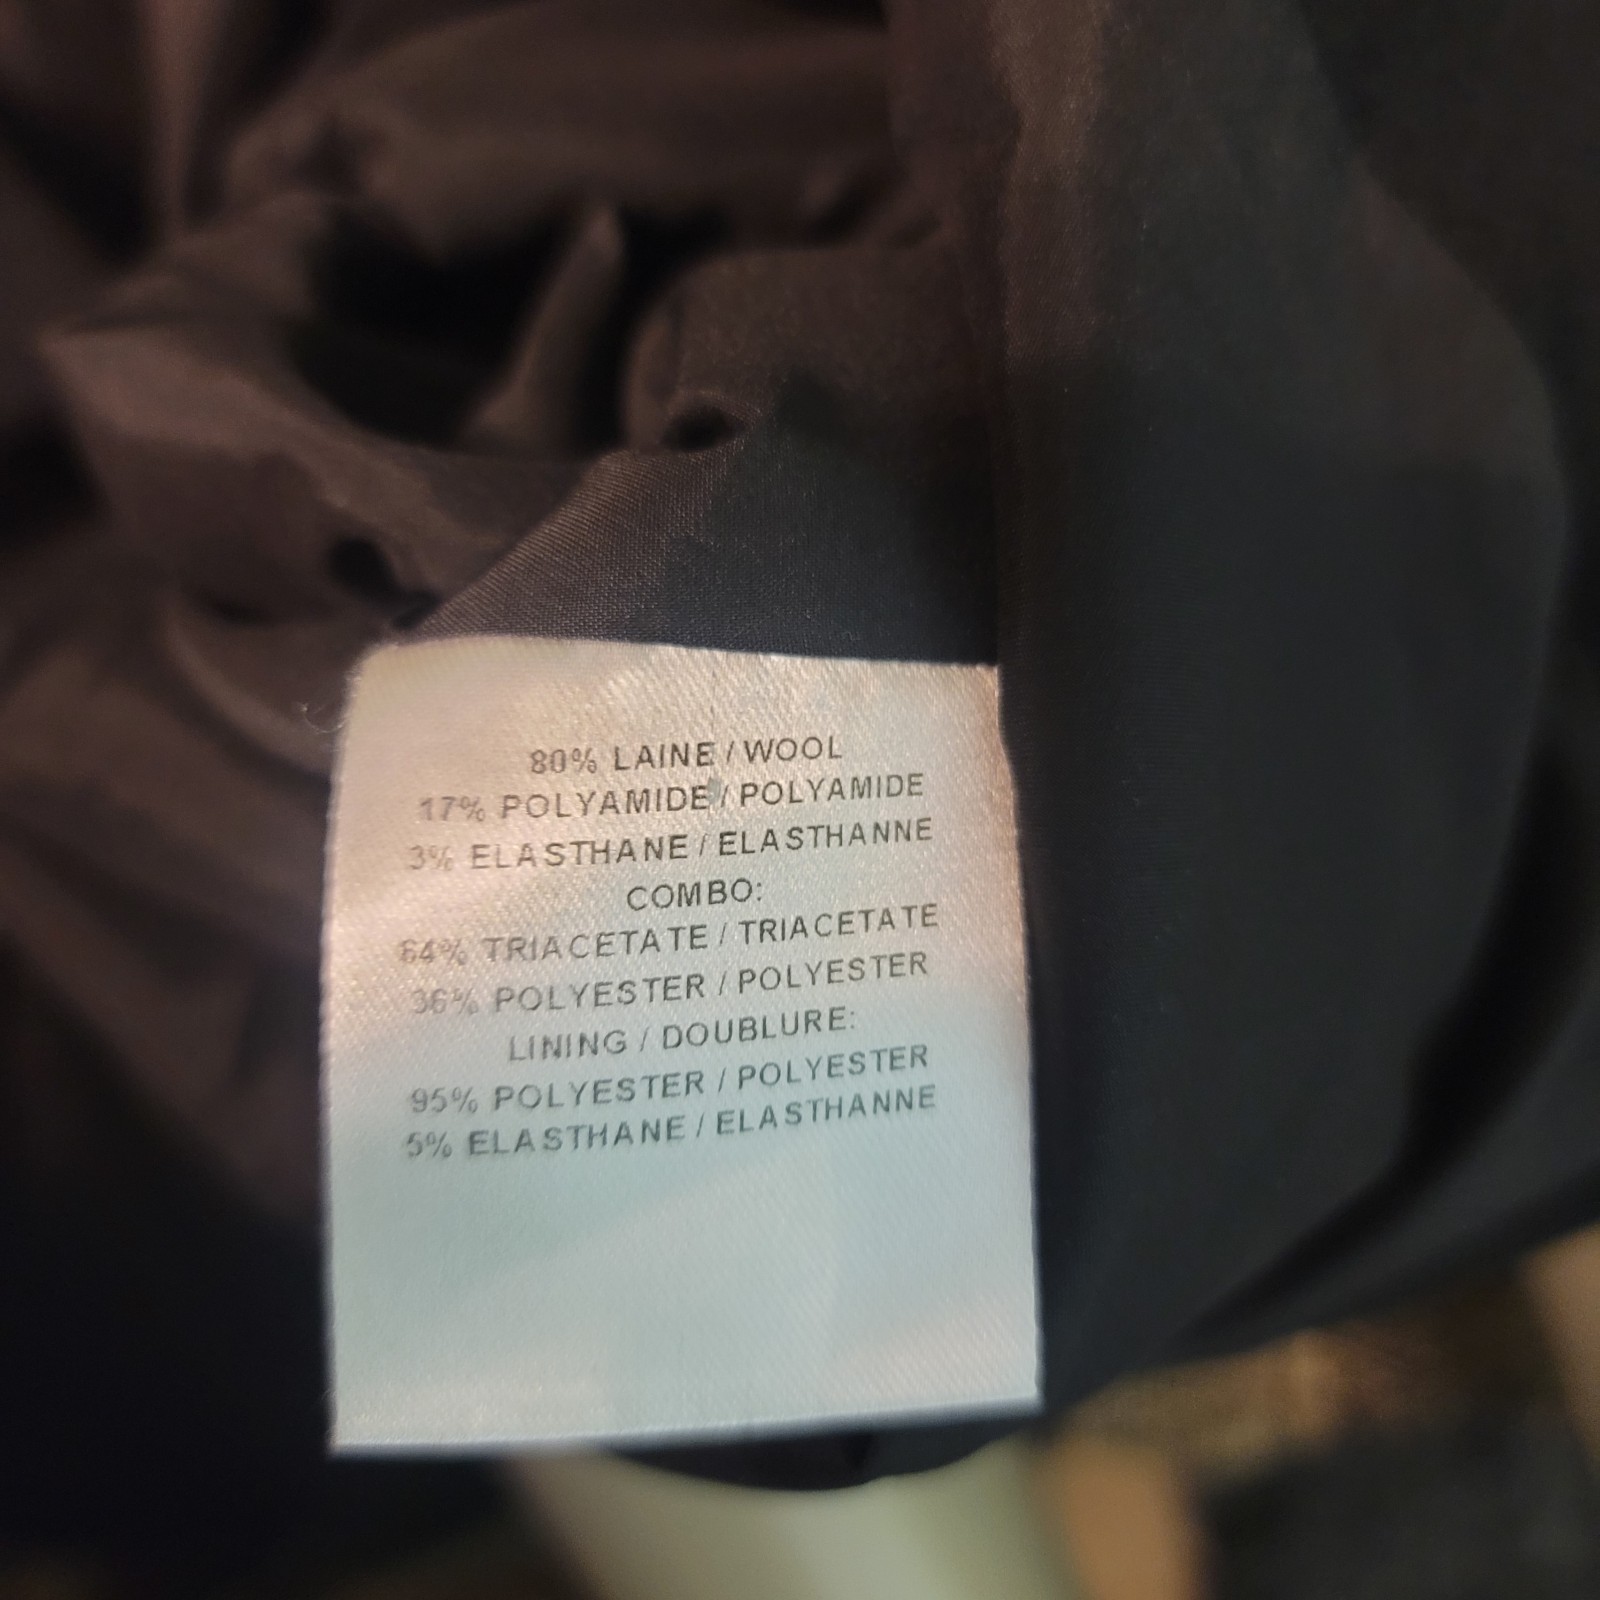 80% LAINE / WOOL
17% POLYAMIDE / POLYAMIDE
3% ELASTHANE / ELASTHANNE
COMBO:
64% TRIACETATE / TRIACETATE
36% POLYESTER / POLYESTER
LINING / DOUBLURE:
95% POLYESTER / POLYESTER
5% ELASTHANE / ELASTHANNE